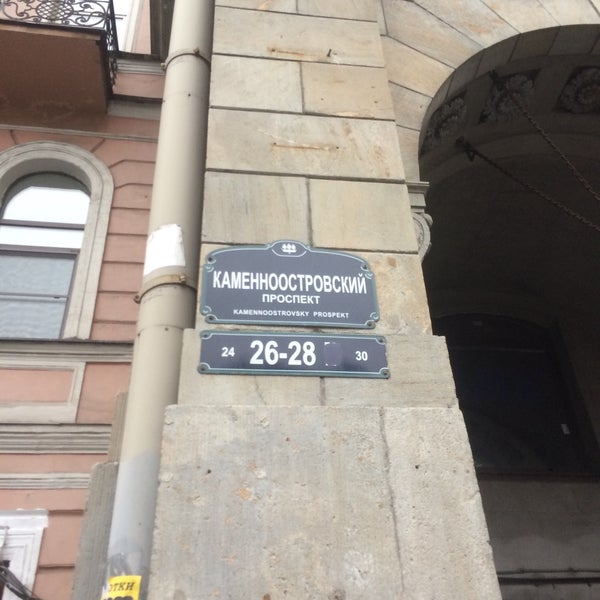 КАМЕННООСТРОВСКИЙ
ПРОСПЕКТ
KAMENNOOSTROVSKY PROSPEKT
24 26-28 30